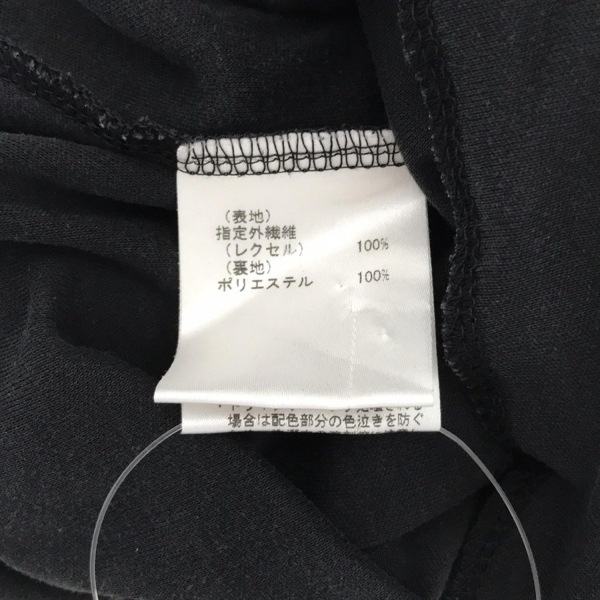 (表地)
指定外繊維
(レクセル) 100%
(裏地)
ポリエステル 100%
場合は配色部分の色泣きを防ぐ